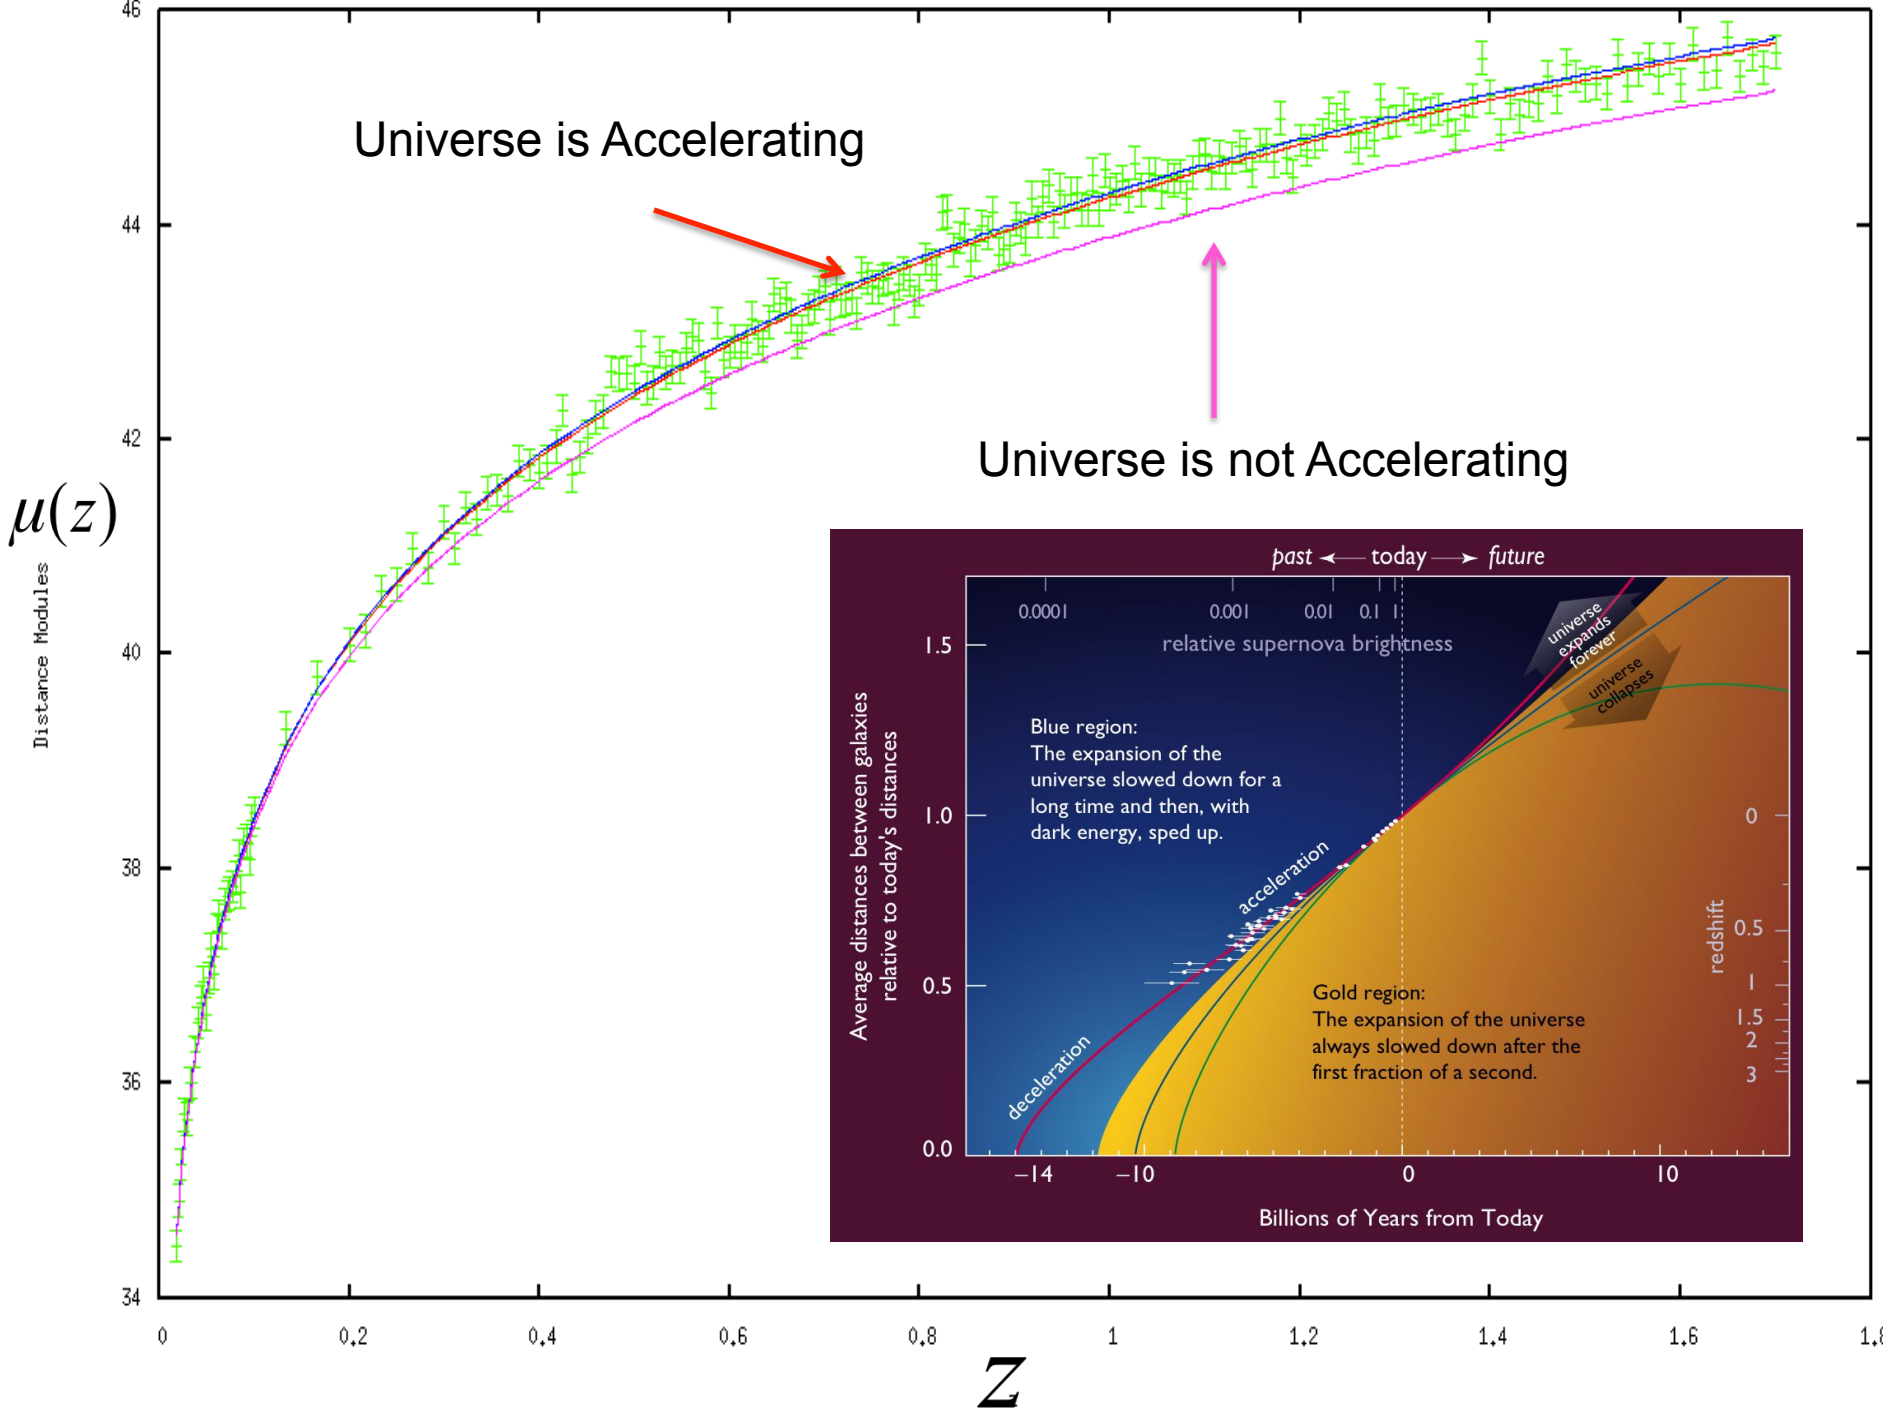 46
44
42
40
38
36
34
Universe is Accelerating
Universe is not Accelerating
μ(z)
Distance Modules
0
0.2
0.4
0.6
0.8
1
1.2
1.4
1.6
1.8
z
past ← today → future
0.0001
0.001
0.01
0.1
1
relative supernova brightness
universe
expands
forever
universe
collapses
Average distances between galaxies
relative to today's distances
1.5
1.0
0.5
0.0
Blue region:
The expansion of the
universe slowed down for a
long time and then, with
dark energy, sped up.
acceleration
deceleration
Gold region:
The expansion of the universe
always slowed down after the
first fraction of a second.
redshift
0
0.5
1
1.5
2
3
−14
−10
0
10
Billions of Years from Today